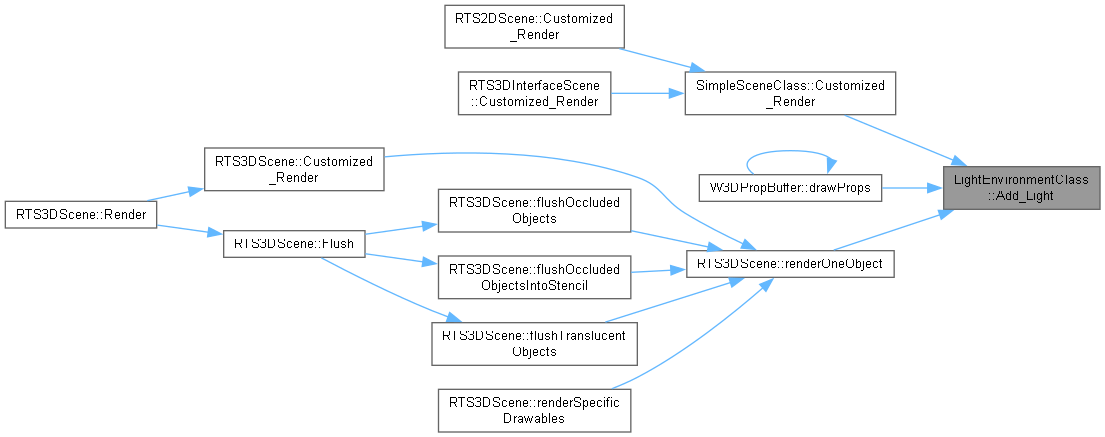 RTS2DScene::Customized
_Render
RTS3DInterfaceScene
::Customized_Render
SimpleSceneClass::Customized
_Render
RTS3DScene::Customized
_Render
W3DPropBuffer::drawProps
LightEnvironmentClass
::Add_Light
RTS3DScene::Render
RTS3DScene::flushOccluded
Objects
RTS3DScene::Flush
RTS3DScene::renderOneObject
RTS3DScene::flushOccluded
ObjectsIntoStencil
RTS3DScene::flushTranslucent
Objects
RTS3DScene::renderSpecific
Drawables